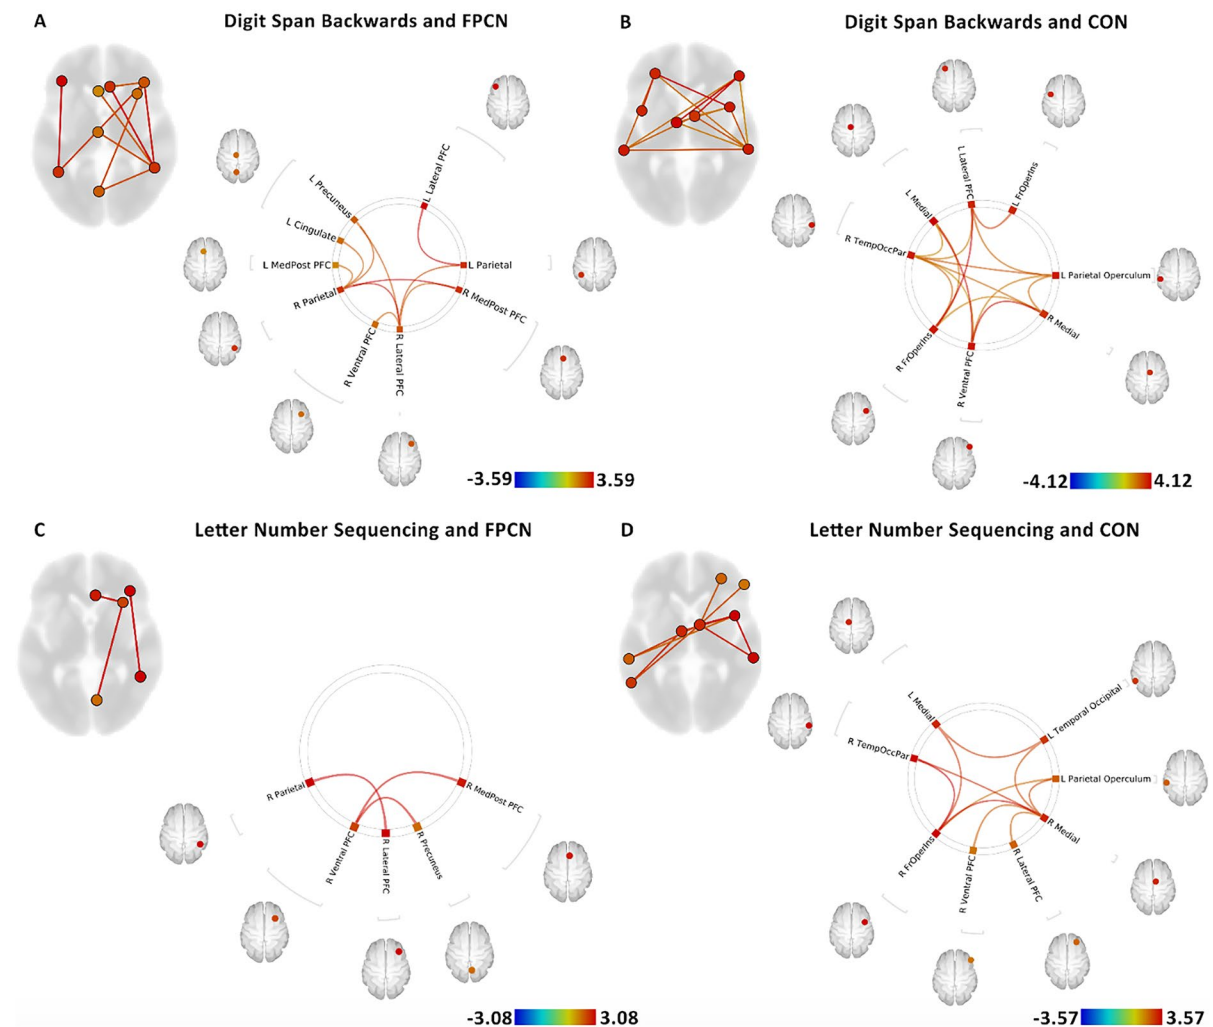 A
Digit Span Backwards and FPCN
L Lateral PFC
L Precuneus
L Cingulate
L MedPost PFC
R Parietal
R Ventral PFC
R Lateral PFC
R MedPost PFC
L Parietal
-3.59
3.59
B
Digit Span Backwards and CON
L Lateral PFC
L FrOperIns
L Medial
R TempOccPar
R FrOperIns
R Ventral PFC
R Medial
L Parietal Operculum
-4.12
4.12
C
Letter Number Sequencing and FPCN
R Parietal
R Ventral PFC
R Lateral PFC
R Precuneus
R MedPost PFC
-3.08
3.08
D
Letter Number Sequencing and CON
L Medial
R TempOccPar
R FrOperIns
R Ventral PFC
R Lateral PFC
R Medial
L Parietal Operculum
L Temporal Occipital
-3.57
3.57